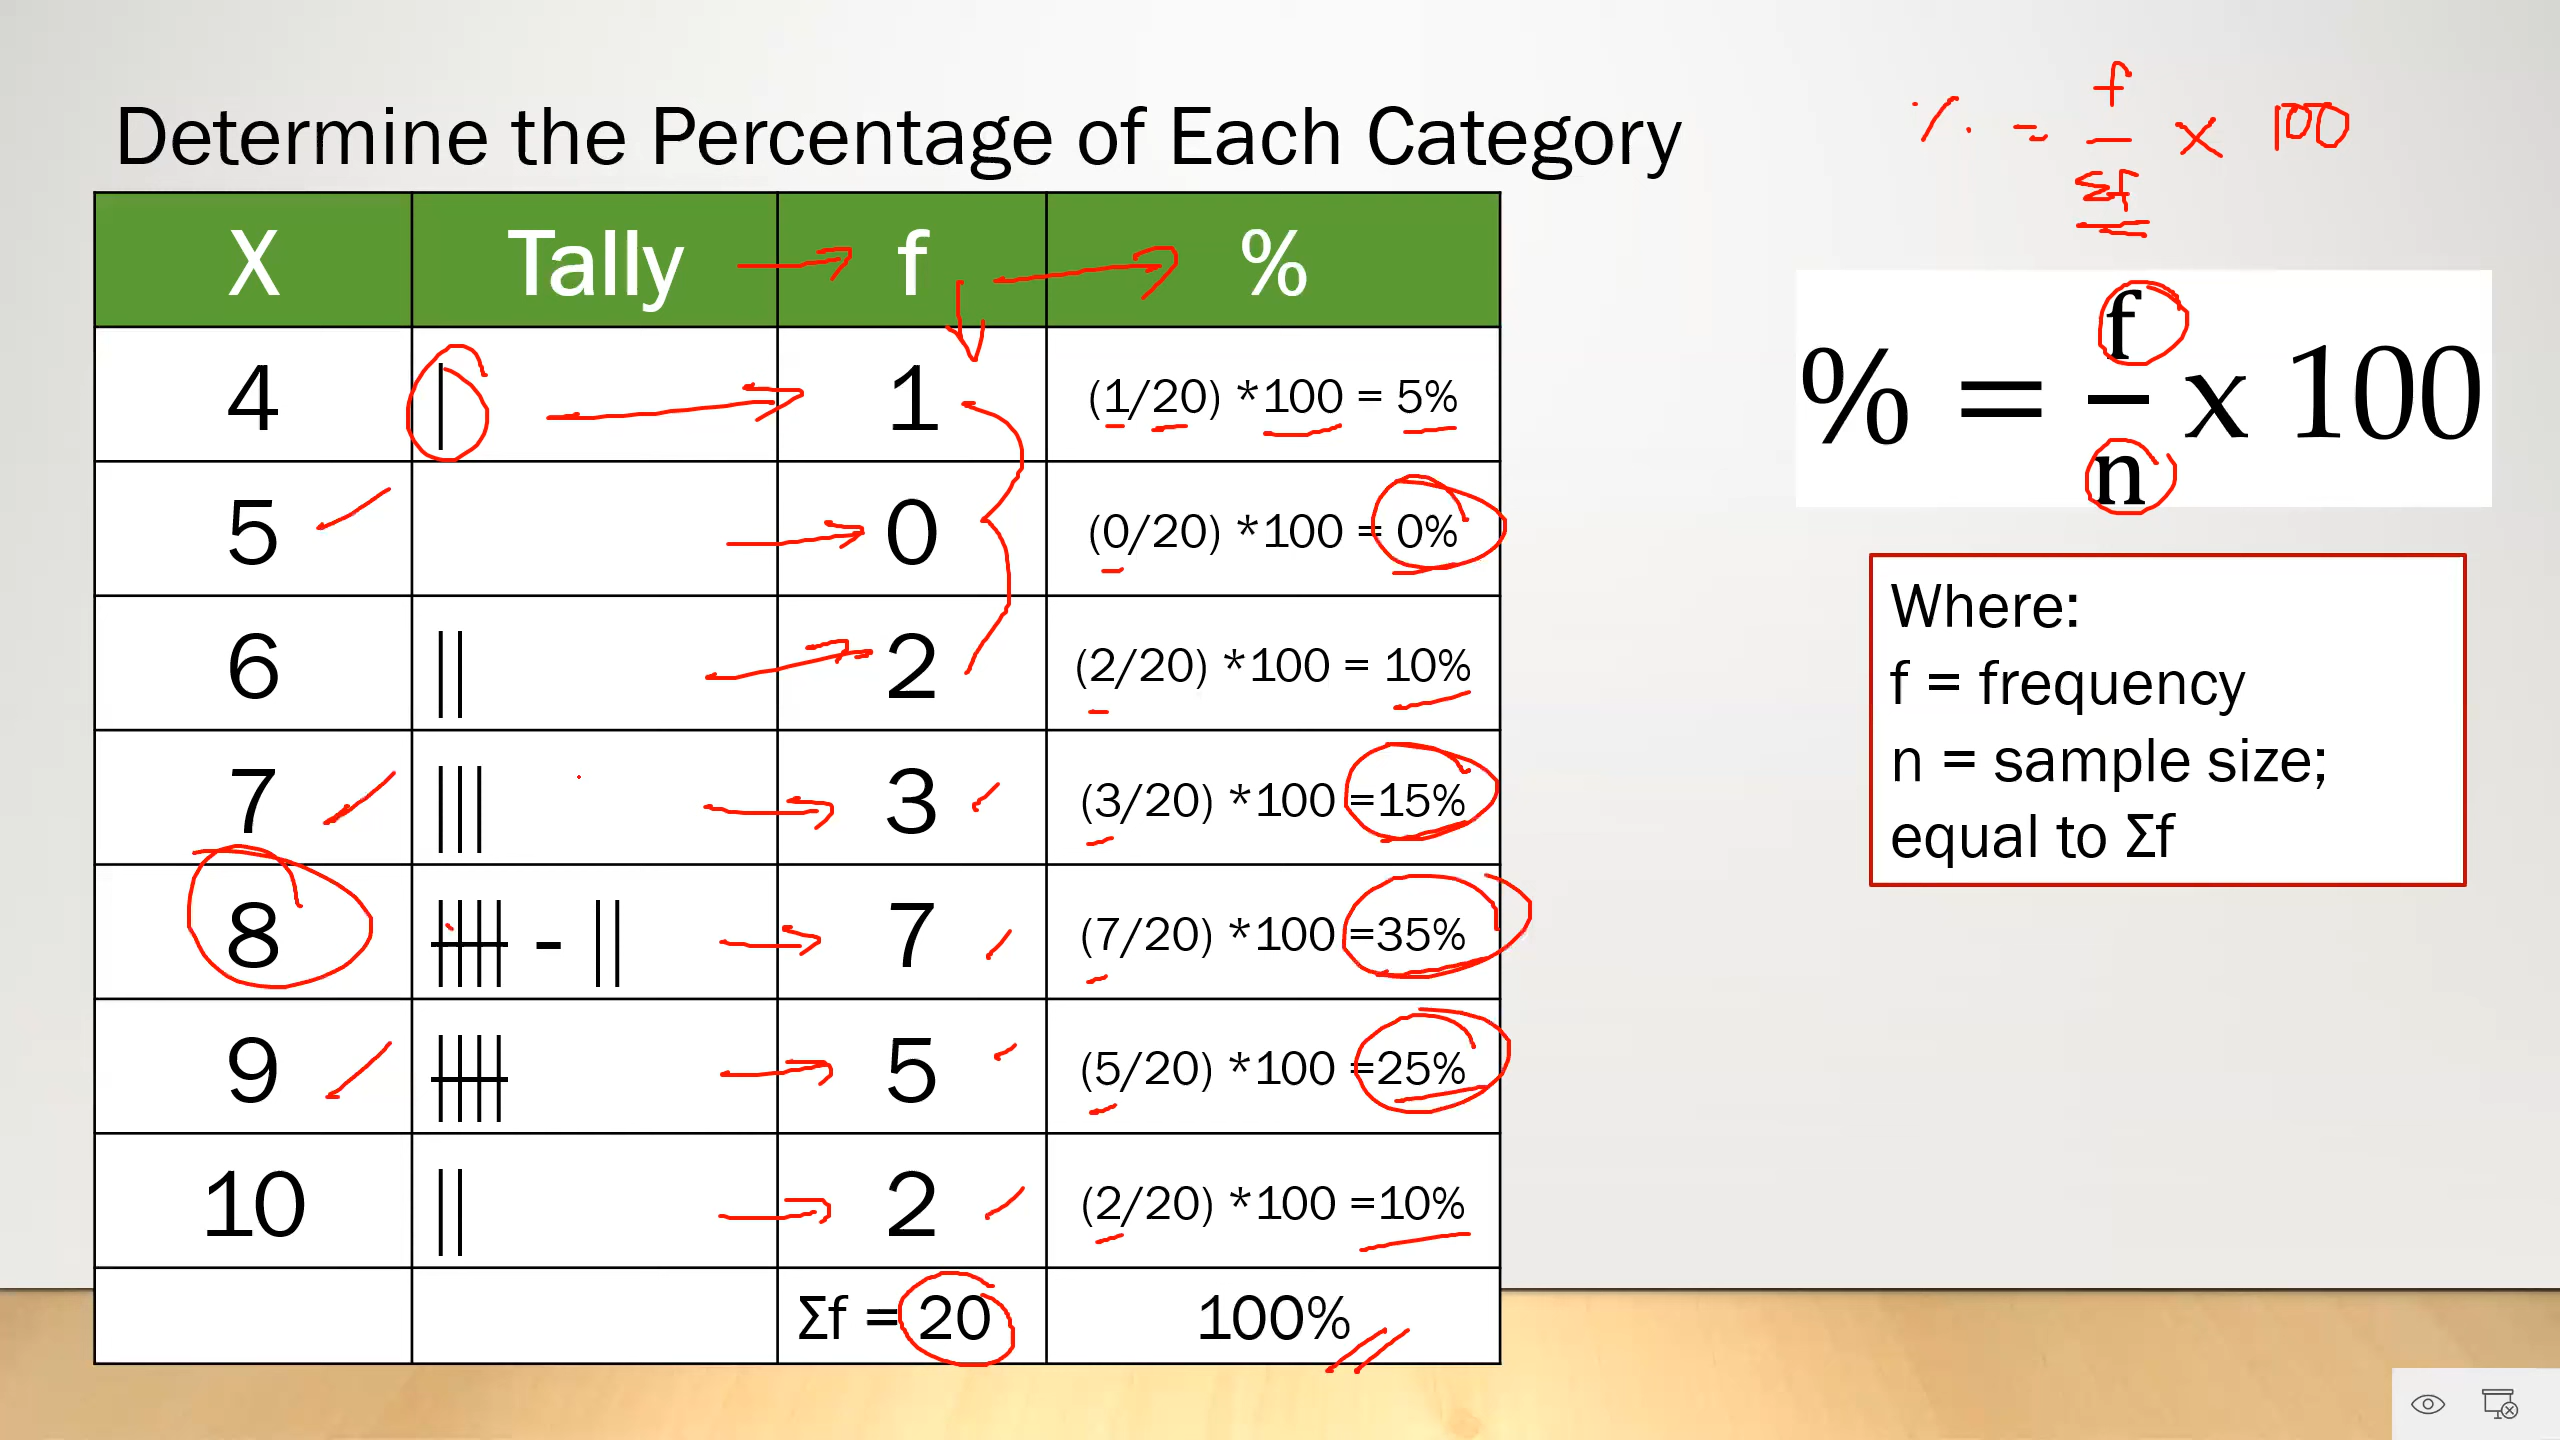 Determine the Percentage of Each Category
% = f/Σf x 100
X Tally f %
4 | 1 (1/20) *100 = 5%
5 0 (0/20) *100 = 0%
6 || 2 (2/20) *100 = 10%
7 ||| 3 (3/20) *100 =15%
8 |||| - || 7 (7/20) *100 =35%
9 |||| 5 (5/20) *100 =25%
10 || 2 (2/20) *100 =10%
Σf = 20 100%
% = f/n x 100
Where:
f = frequency
n = sample size;
equal to Σf